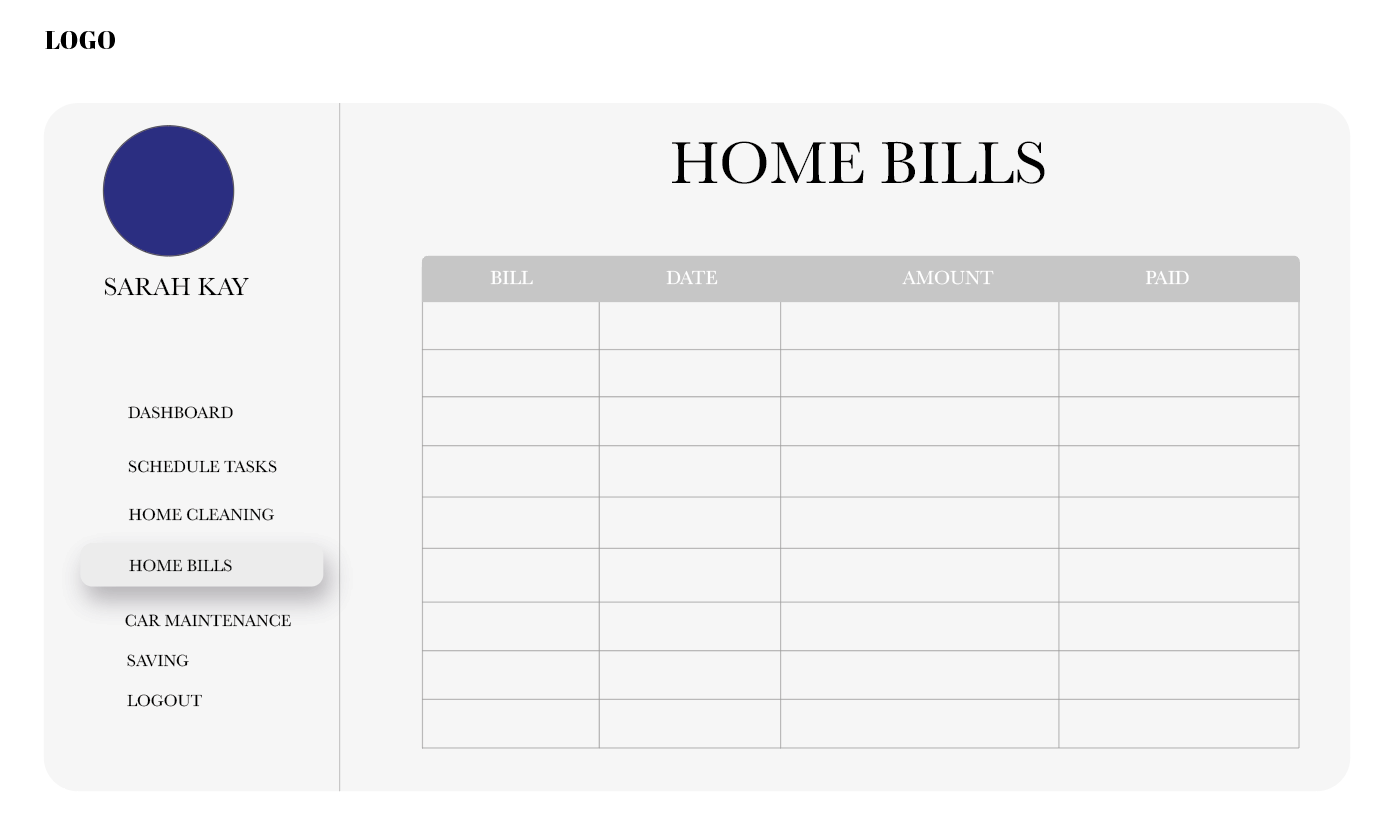 LOGO
SARAH KAY
DASHBOARD
SCHEDULE TASKS
HOME CLEANING
HOME BILLS
CAR MAINTENANCE
SAVING
LOGOUT
HOME BILLS
BILL DATE AMOUNT PAID